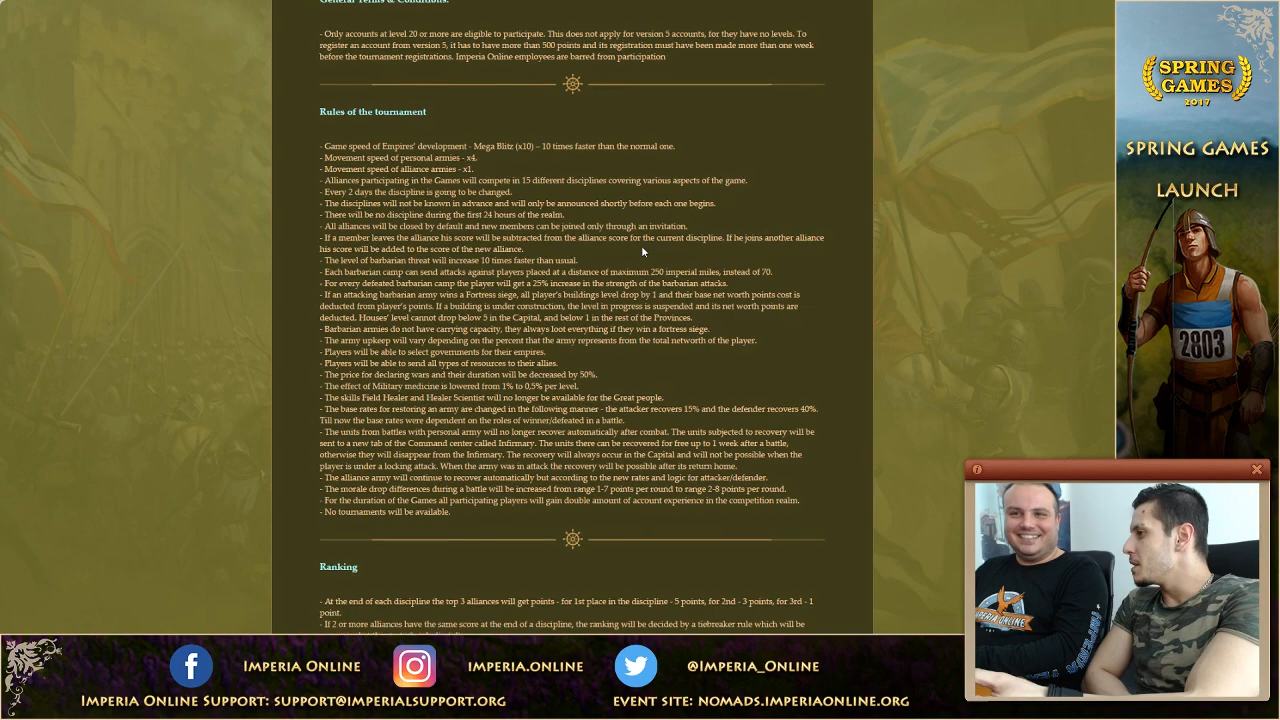 General Terms & Conditions:
- Only accounts at level 20 or more are eligible to participate. This does not apply for version 5 accounts, for they have no levels. To
register an account from version 5, it has to have more than 500 points and its registration must have been made more than one week
before the tournament registrations. Imperia Online employees are barred from participation
Rules of the tournament
- Game speed of Empires' development - Mega Blitz (x10) – 10 times faster than the normal one.
- Movement speed of personal armies - x4.
- Movement speed of alliance armies - x1.
- Alliances participating in the Games will compete in 15 different disciplines covering various aspects of the game.
- Every 2 days the discipline is going to be changed.
- The disciplines will not be known in advance and will only be announced shortly before each one begins.
- There will be no discipline during the first 24 hours of the realm.
- All alliances will be closed by default and new members can be joined only through an invitation.
- If a member leaves the alliance his score will be subtracted from the alliance score for the current discipline. If he joins another alliance
his score will be added to the score of the new alliance.
- The level of barbarian threat will increase 10 times faster than usual.
- Each barbarian camp can send attacks against players placed at a distance of maximum 250 imperial miles, instead of 70.
- For every defeated barbarian camp the player will get a 25% increase in the strength of the barbarian attacks.
- If an attacking barbarian army wins a Fortress siege, all player's buildings level drop by 1 and their base net worth points cost is
deducted from player's points. If a building is under construction, the level in progress is suspended and its net worth points are
deducted. Houses' level cannot drop below 5 in the Capital, and below 1 in the rest of the Provinces.
- Barbarian armies do not have carrying capacity, they always loot everything if they win a fortress siege.
- The army upkeep will vary depending on the percent that the army represents from the total networth of the player.
- Players will be able to select governments for their empires.
- Players will be able to send all types of resources to their allies.
- The price for declaring wars and their duration will be decreased by 50%.
- The effect of Military medicine is lowered from 1% to 0,5% per level.
- The skills Field Healer and Healer Scientist will no longer be available for the Great people.
- The base rates for restoring an army are changed in the following manner - the attacker recovers 15% and the defender recovers 40%.
Till now the base rates were dependent on the roles of winner/defeated in a battle.
- The units from battles with personal army will no longer recover automatically after combat. The units subjected to recovery will be
sent to a new tab of the Command center called Infirmary. The units there can be recovered for free up to 1 week after a battle,
otherwise they will disappear from the Infirmary. The recovery will always occur in the Capital and will not be possible when the
player is under a locking attack. When the army was in attack the recovery will be possible after its return home.
- The alliance army will continue to recover automatically but according to the new rates and logic for attacker/defender.
- The morale drop differences during a battle will be increased from range 1-7 points per round to range 2-8 points per round.
- For the duration of the Games all participating players will gain double amount of account experience in the competition realm.
- No tournaments will be available.
Ranking
- At the end of each discipline the top 3 alliances will get points - for 1st place in the discipline - 5 points, for 2nd - 3 points, for 3rd - 1
point.
- If 2 or more alliances have the same score at the end of a discipline, the ranking will be decided by a tiebreaker rule which will be
SPRING
GAMES
2017
SPRING GAMES
LAUNCH
2803
IMPERIA ONLINE
IMPERIA ONLINE
IMPERIA.ONLINE
@IMPERIA_ONLINE
IMPERIA ONLINE SUPPORT: SUPPORT@IMPERIALSUPPORT.ORG
EVENT SITE: NOMADS.IMPERIAONLINE.ORG